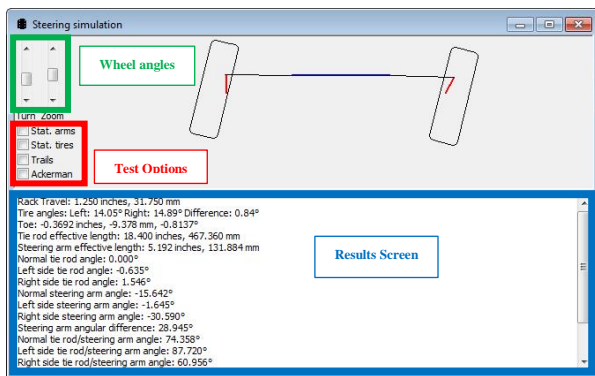 Steering simulation
Wheel angles
Turn Zoom
Stat. arms
Stat. tires
Trails
Ackerman
Test Options
Rack Travel: 1.250 inches, 31.750 mm
Tire angles: Left: 14.05° Right: 14.89° Difference: 0.84°
Toe: -0.3692 inches, -9.378 mm, -0.8137°
Tie rod effective length: 18.400 inches, 467.360 mm
Steering arm effective length: 5.192 inches, 131.884 mm
Normal tie rod angle: 0.000°
Left side tie rod angle: -0.635°
Right side tie rod angle: 1.546°
Normal steering arm angle: -15.642°
Left side steering arm angle: -1.645°
Right side steering arm angle: -30.590°
Steering arm angular difference: 28.945°
Normal tie rod/steering arm angle: 74.358°
Left side tie rod/steering arm angle: 87.720°
Right side tie rod/steering arm angle: 60.956°
Results Screen